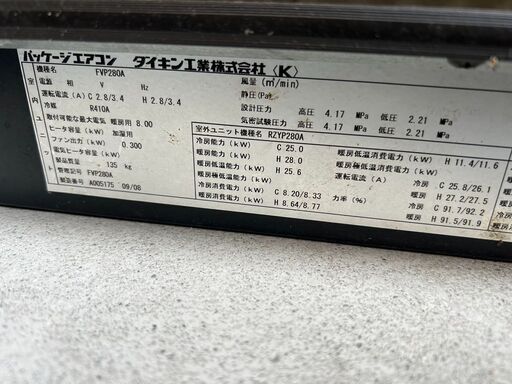 パッケージエアコン ダイキン工業株式会社〈K〉
機種名 FVP280A 風量(㎥/min)
電源 相 V Hz 静圧(Pa)
運転電流(A) C 2.8/3.4 H 2.8/3.4 設計圧力 高圧 4.17 MPa 低圧 2.21 MPa
冷媒 R410A 気密試験圧力 高圧 4.17 MPa 低圧 2.21 MPa
取付可能な最大電気ヒータ容量(kW) 暖房用 8.00 加湿用
ファン出力(kW) 0.300
電気ヒータ容量(kW)
製品質量 135 kg
管理記号 FVP280A
製造番号 A005175 09/08
室内ユニット
室外ユニット機種名 RZYP280A
冷房能力(kW) C 25.0 暖房低温消費電力(kW) H 11.4/11.6
暖房能力(kW) H 28.0 暖房極低温消費電力(kW)
暖房低温能力(kW) H 25.6 運転電流(A) 冷房 C 25.8/26.1
暖房極低温能力(kW) 暖房 H 27.2/27.5
冷房消費電力(kW) C 8.20/8.33 力率(%) 冷房 C 91.7/92.2
暖房消費電力(kW) H 8.64/8.77 暖房 H 91.5/91.9